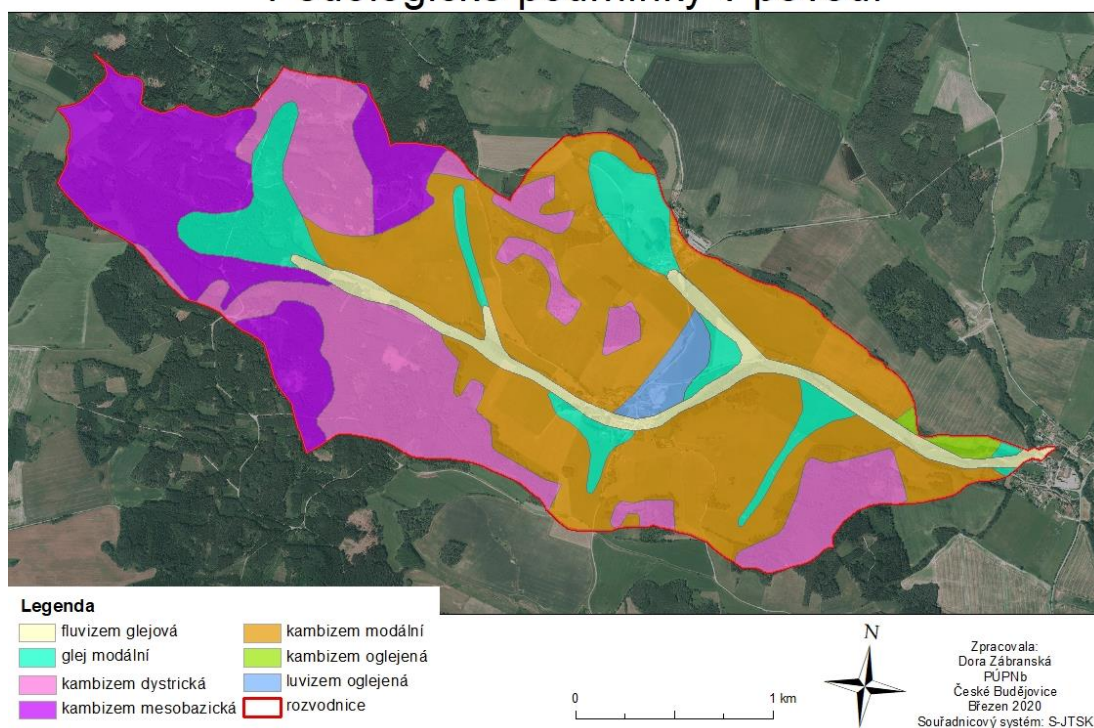 Pedologické podmínky v povodí
Legenda
fluvizem glejová
glej modální
kambizem dystrická
kambizem mesobazická
kambizem modální
kambizem oglejená
luvizem oglejená
rozvodnice
0 1 km
N
Zpracovala:
Dora Zábranská
PÚPNb
České Budějovice
Březen 2020
Souřadnicový systém: S-JTSK